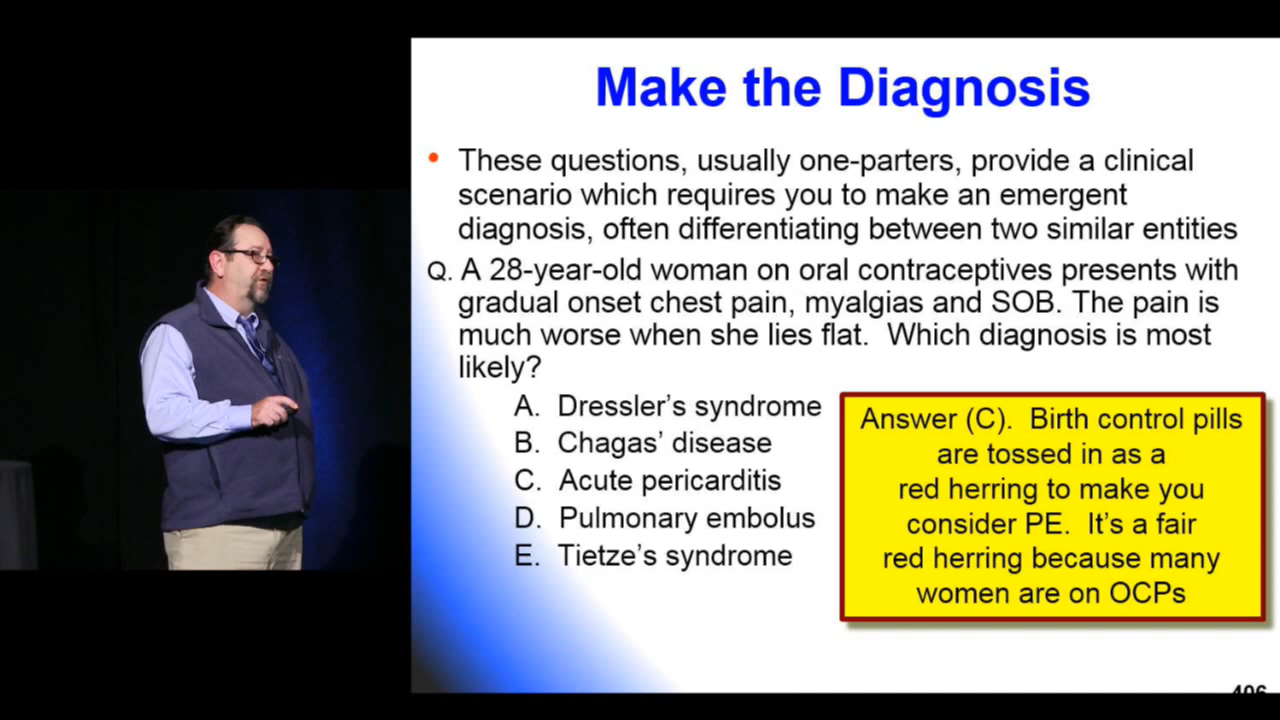 Make the Diagnosis
• These questions, usually one-parters, provide a clinical
scenario which requires you to make an emergent
diagnosis, often differentiating between two similar entities
Q. A 28-year-old woman on oral contraceptives presents with
gradual onset chest pain, myalgias and SOB. The pain is
much worse when she lies flat. Which diagnosis is most
likely?
A. Dressler's syndrome
B. Chagas' disease
C. Acute pericarditis
D. Pulmonary embolus
E. Tietze's syndrome
Answer (C). Birth control pills
are tossed in as a
red herring to make you
consider PE. It's a fair
red herring because many
women are on OCPs